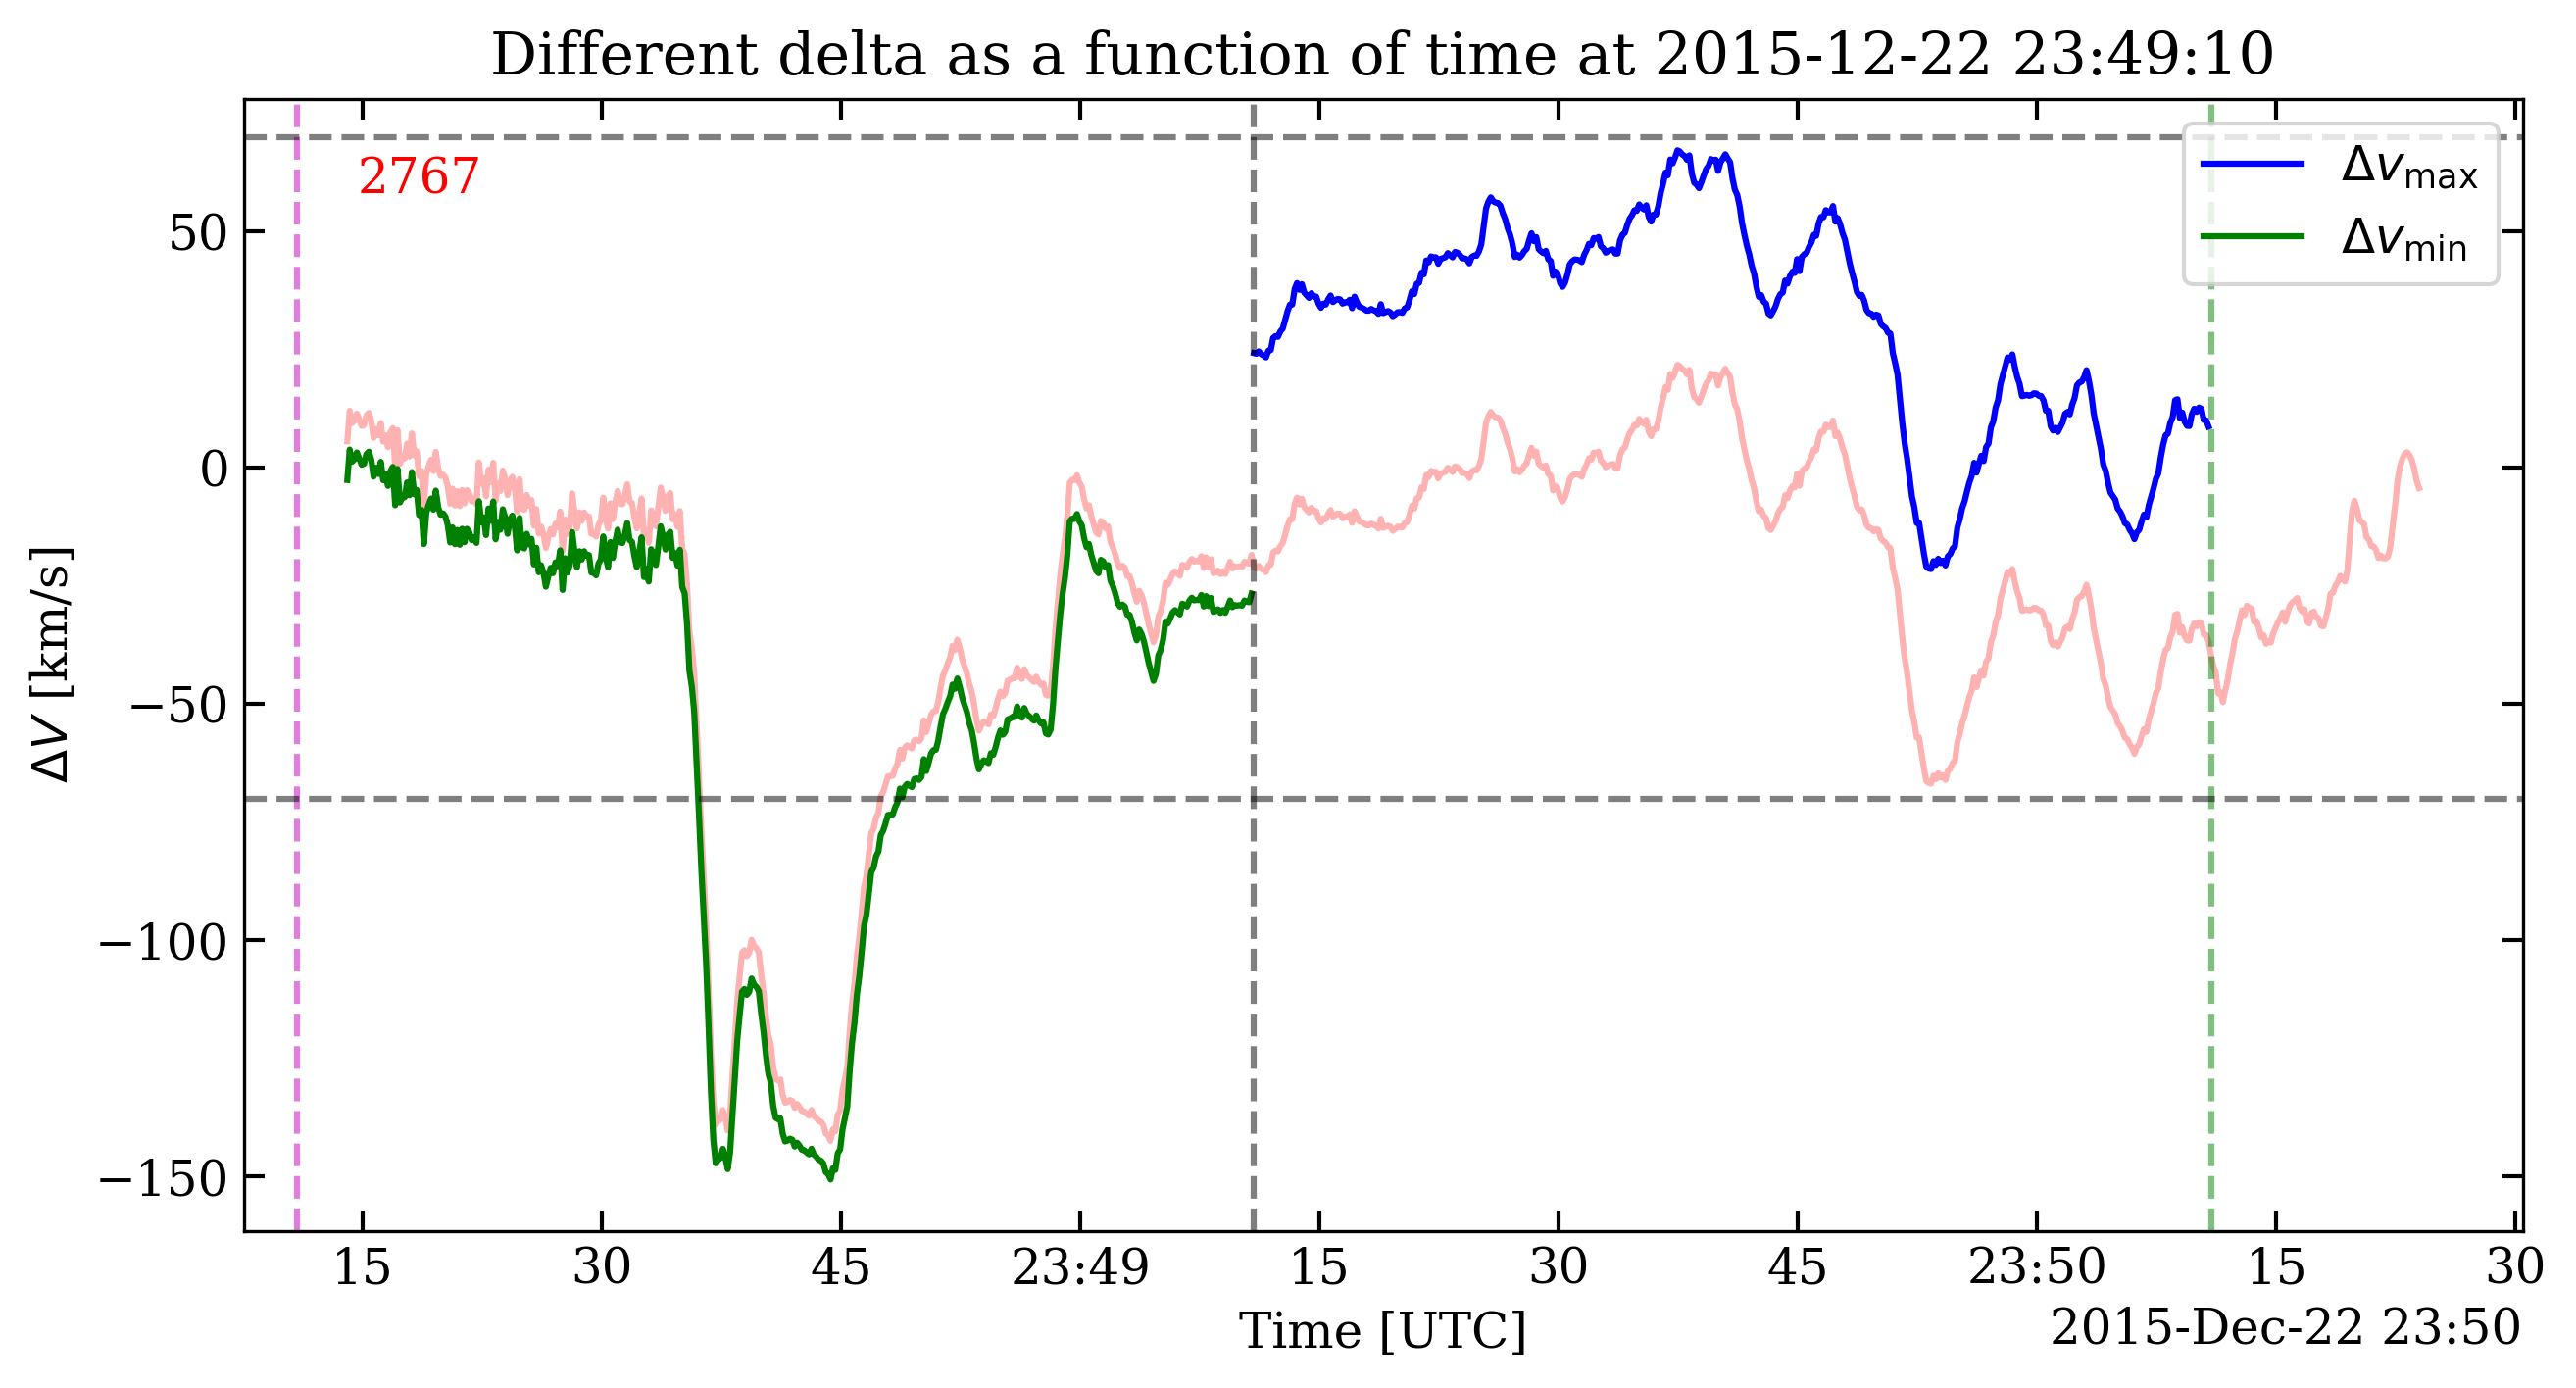 Different delta as a function of time at 2015-12-22 23:49:10
2767
Δv_max
Δv_min
50
0
−50
−100
−150
ΔV [km/s]
15 30 45 23:49 15 30 45 23:50 15 30
Time [UTC]
2015-Dec-22 23:50